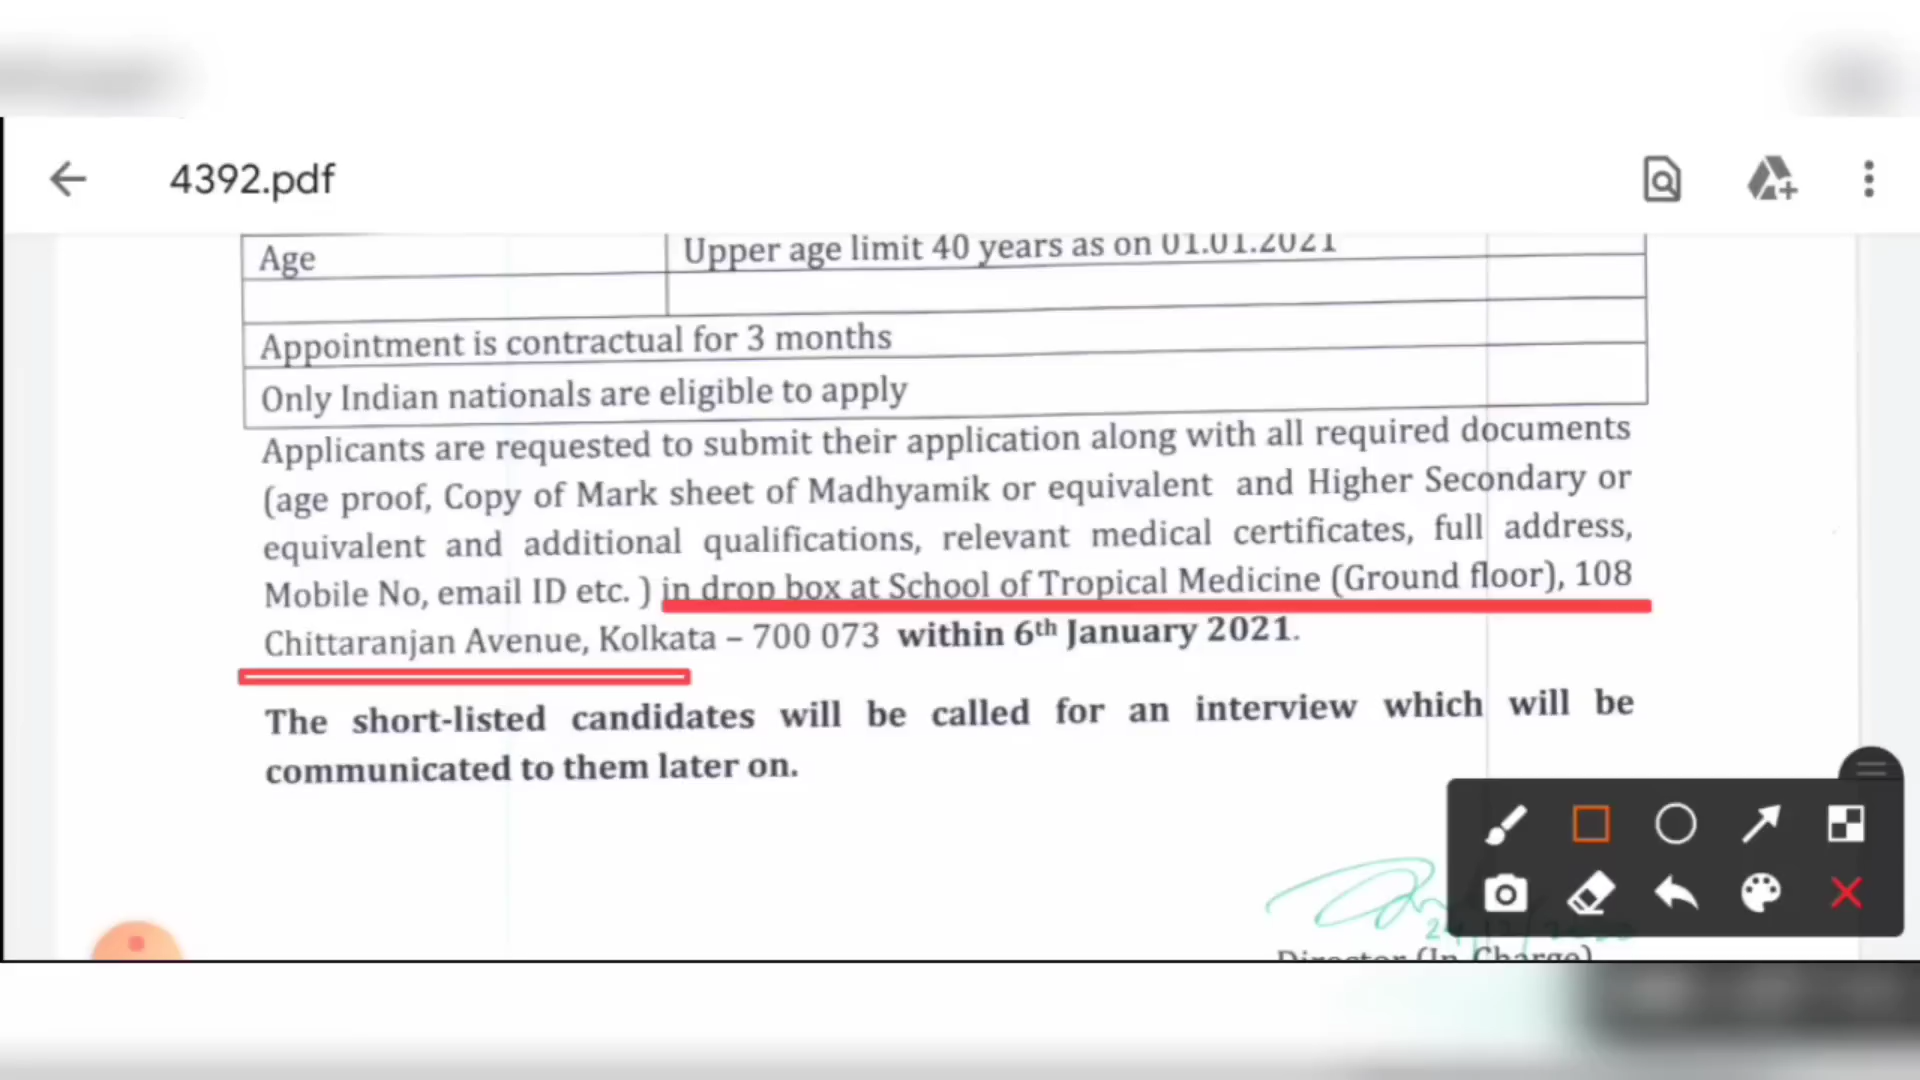 4392.pdf
Age
Upper age limit 40 years as on 01.01.2021
Appointment is contractual for 3 months
Only Indian nationals are eligible to apply
Applicants are requested to submit their application along with all required documents
(age proof, Copy of Mark sheet of Madhyamik or equivalent and Higher Secondary or
equivalent and additional qualifications, relevant medical certificates, full address,
Mobile No, email ID etc. ) in drop box at School of Tropical Medicine (Ground floor), 108
Chittaranjan Avenue, Kolkata – 700 073 within 6th January 2021.
The short-listed candidates will be called for an interview which will be
communicated to them later on.
Director (In Charge)